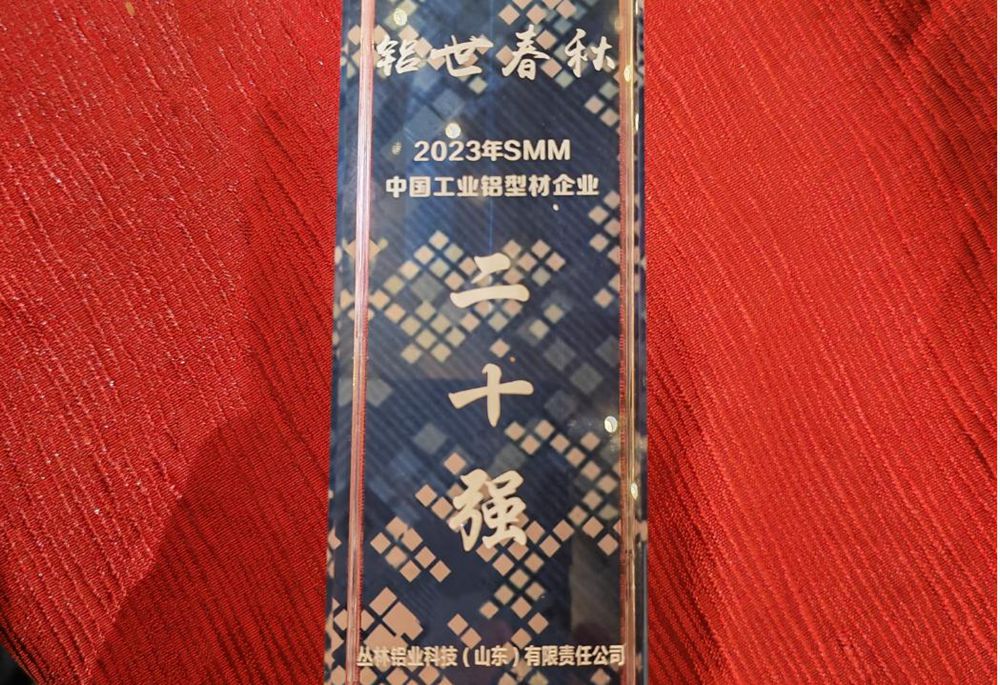 铝世春秋
2023年SMM
中国工业铝型材企业
二
十
强
丛林铝业科技(山东)有限责任公司